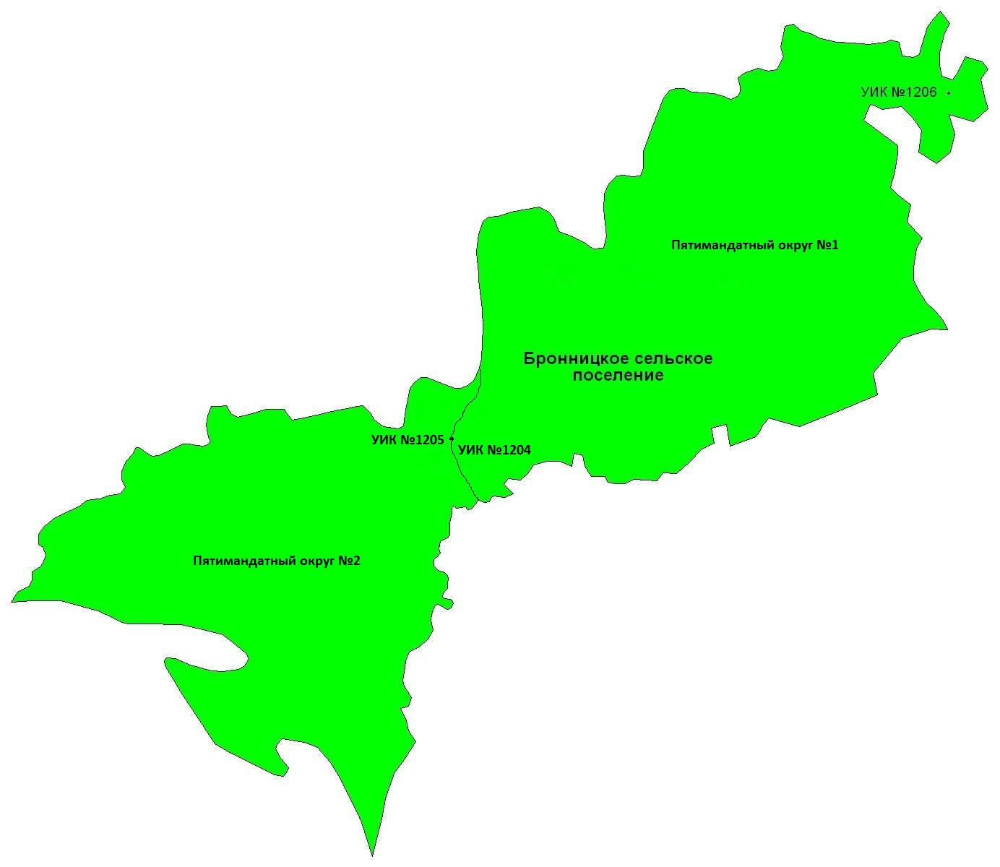 УИК №1206
Пятимандатный округ №1
Бронницкое сельское
поселение
УИК №1205
УИК №1204
Пятимандатный округ №2